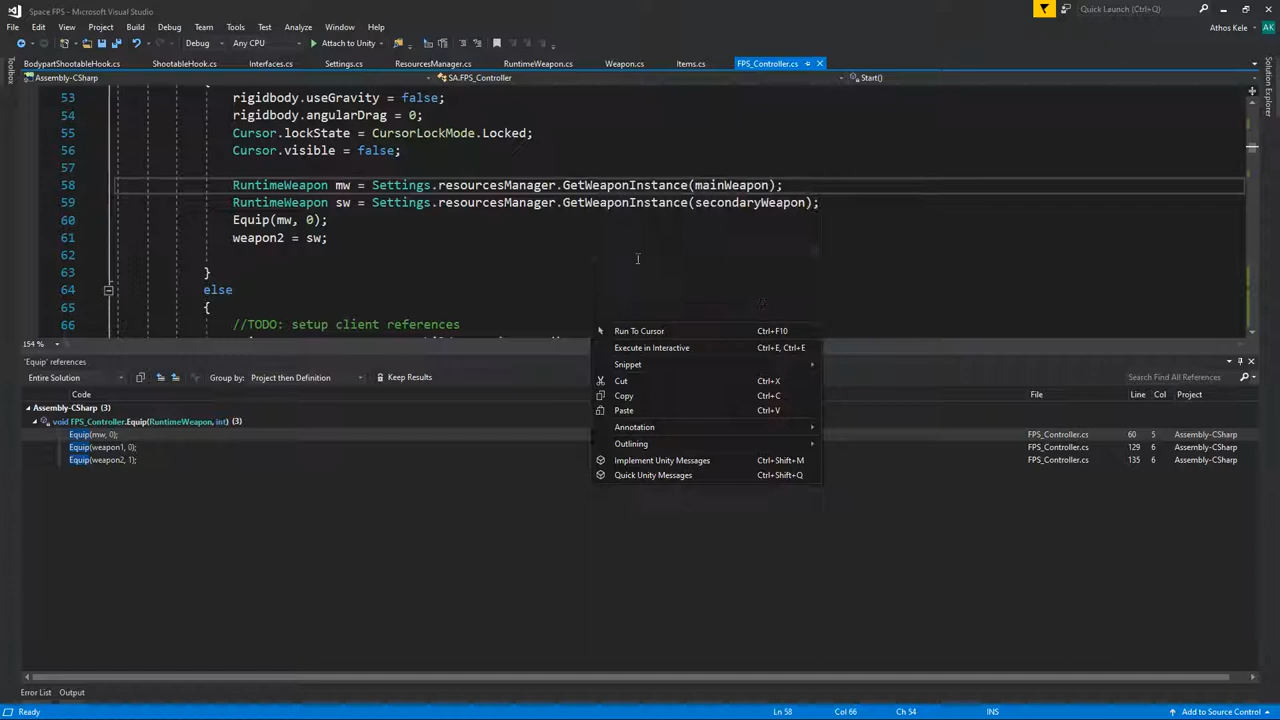 Space FPS - Microsoft Visual Studio
Quick Launch (Ctrl+Q)
File Edit View Project Build Debug Team Tools Test Analyze Window Help
Athos Kele AK
Debug Any CPU Attach to Unity
BodypartShootableHook.cs ShootableHook.cs Interfaces.cs Settings.cs ResourcesManager.cs RuntimeWeapon.cs Weapon.cs Items.cs FPS_Controller.cs
Toolbox
Solution Explorer
Assembly-CSharp SA.FPS_Controller Start()
53 rigidbody.useGravity = false;
54 rigidbody.angularDrag = 0;
55 Cursor.lockState = CursorLockMode.Locked;
56 Cursor.visible = false;
57
58 RuntimeWeapon mw = Settings.resourcesManager.GetWeaponInstance(mainWeapon);
59 RuntimeWeapon sw = Settings.resourcesManager.GetWeaponInstance(secondaryWeapon);
60 Equip(mw, 0);
61 weapon2 = sw;
62
63 }
64 else
65 {
66 //TODO: setup client references
154 %
Run To Cursor Ctrl+F10
Execute in Interactive Ctrl+E, Ctrl+E
Snippet
Cut Ctrl+X
Copy Ctrl+C
Paste Ctrl+V
Annotation
Outlining
Implement Unity Messages Ctrl+Shift+M
Quick Unity Messages Ctrl+Shift+Q
'Equip' references
Entire Solution Group by: Project then Definition Keep Results Search Find All References
Code File Line Col Project
Assembly-CSharp (3)
void FPS_Controller.Equip(RuntimeWeapon, int) (3)
Equip(mw, 0); FPS_Controller.cs 60 5 Assembly-CSharp
Equip(weapon1, 0); FPS_Controller.cs 129 6 Assembly-CSharp
Equip(weapon2, 1); FPS_Controller.cs 135 6 Assembly-CSharp
Error List Output
Ready Ln 58 Col 66 Ch 54 INS Add to Source Control